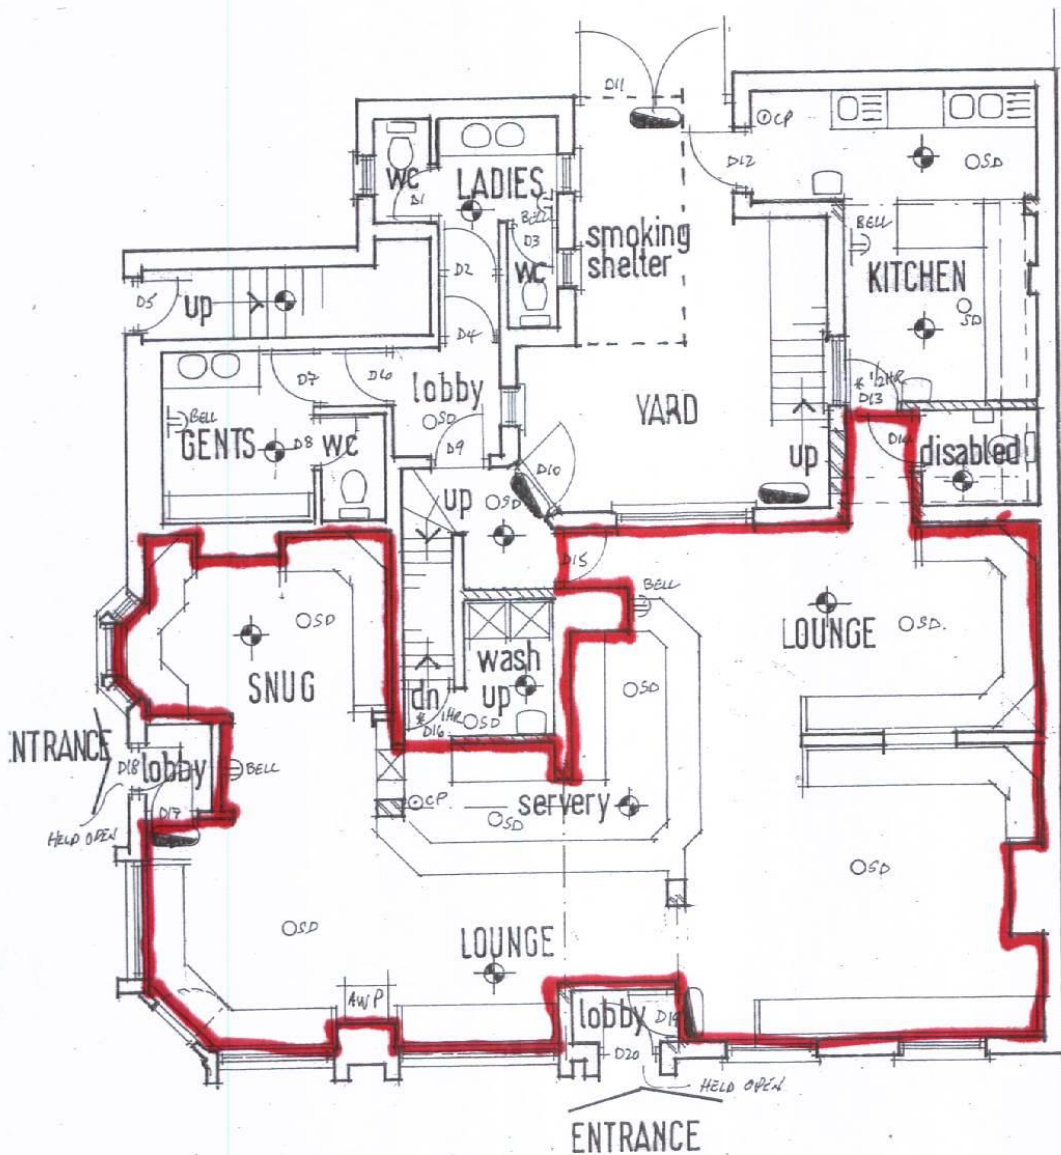 D11
CP
WC
LADIES
D12
SD
D1
BELL
D3
smoking
shelter
BELL
D2
WC
KITCHEN
D5
up
SD
D4
D7
D6
lobby
* 1/2HR
D13
YARD
BELL
SD
GENTS
D8
WC
D9
D10
up
D14
disabled
up
SD
D15
BELL
SD
LOUNGE
SD.
wash
up
SD
SNUG
dn
* 1HR
D16
SD
NTRANCE
D18
lobby
BELL
CP.
servery
D17
SD
HELD OPEN
SD
SD
LOUNGE
AWP
lobby
D19
D20
HELD OPEN
ENTRANCE